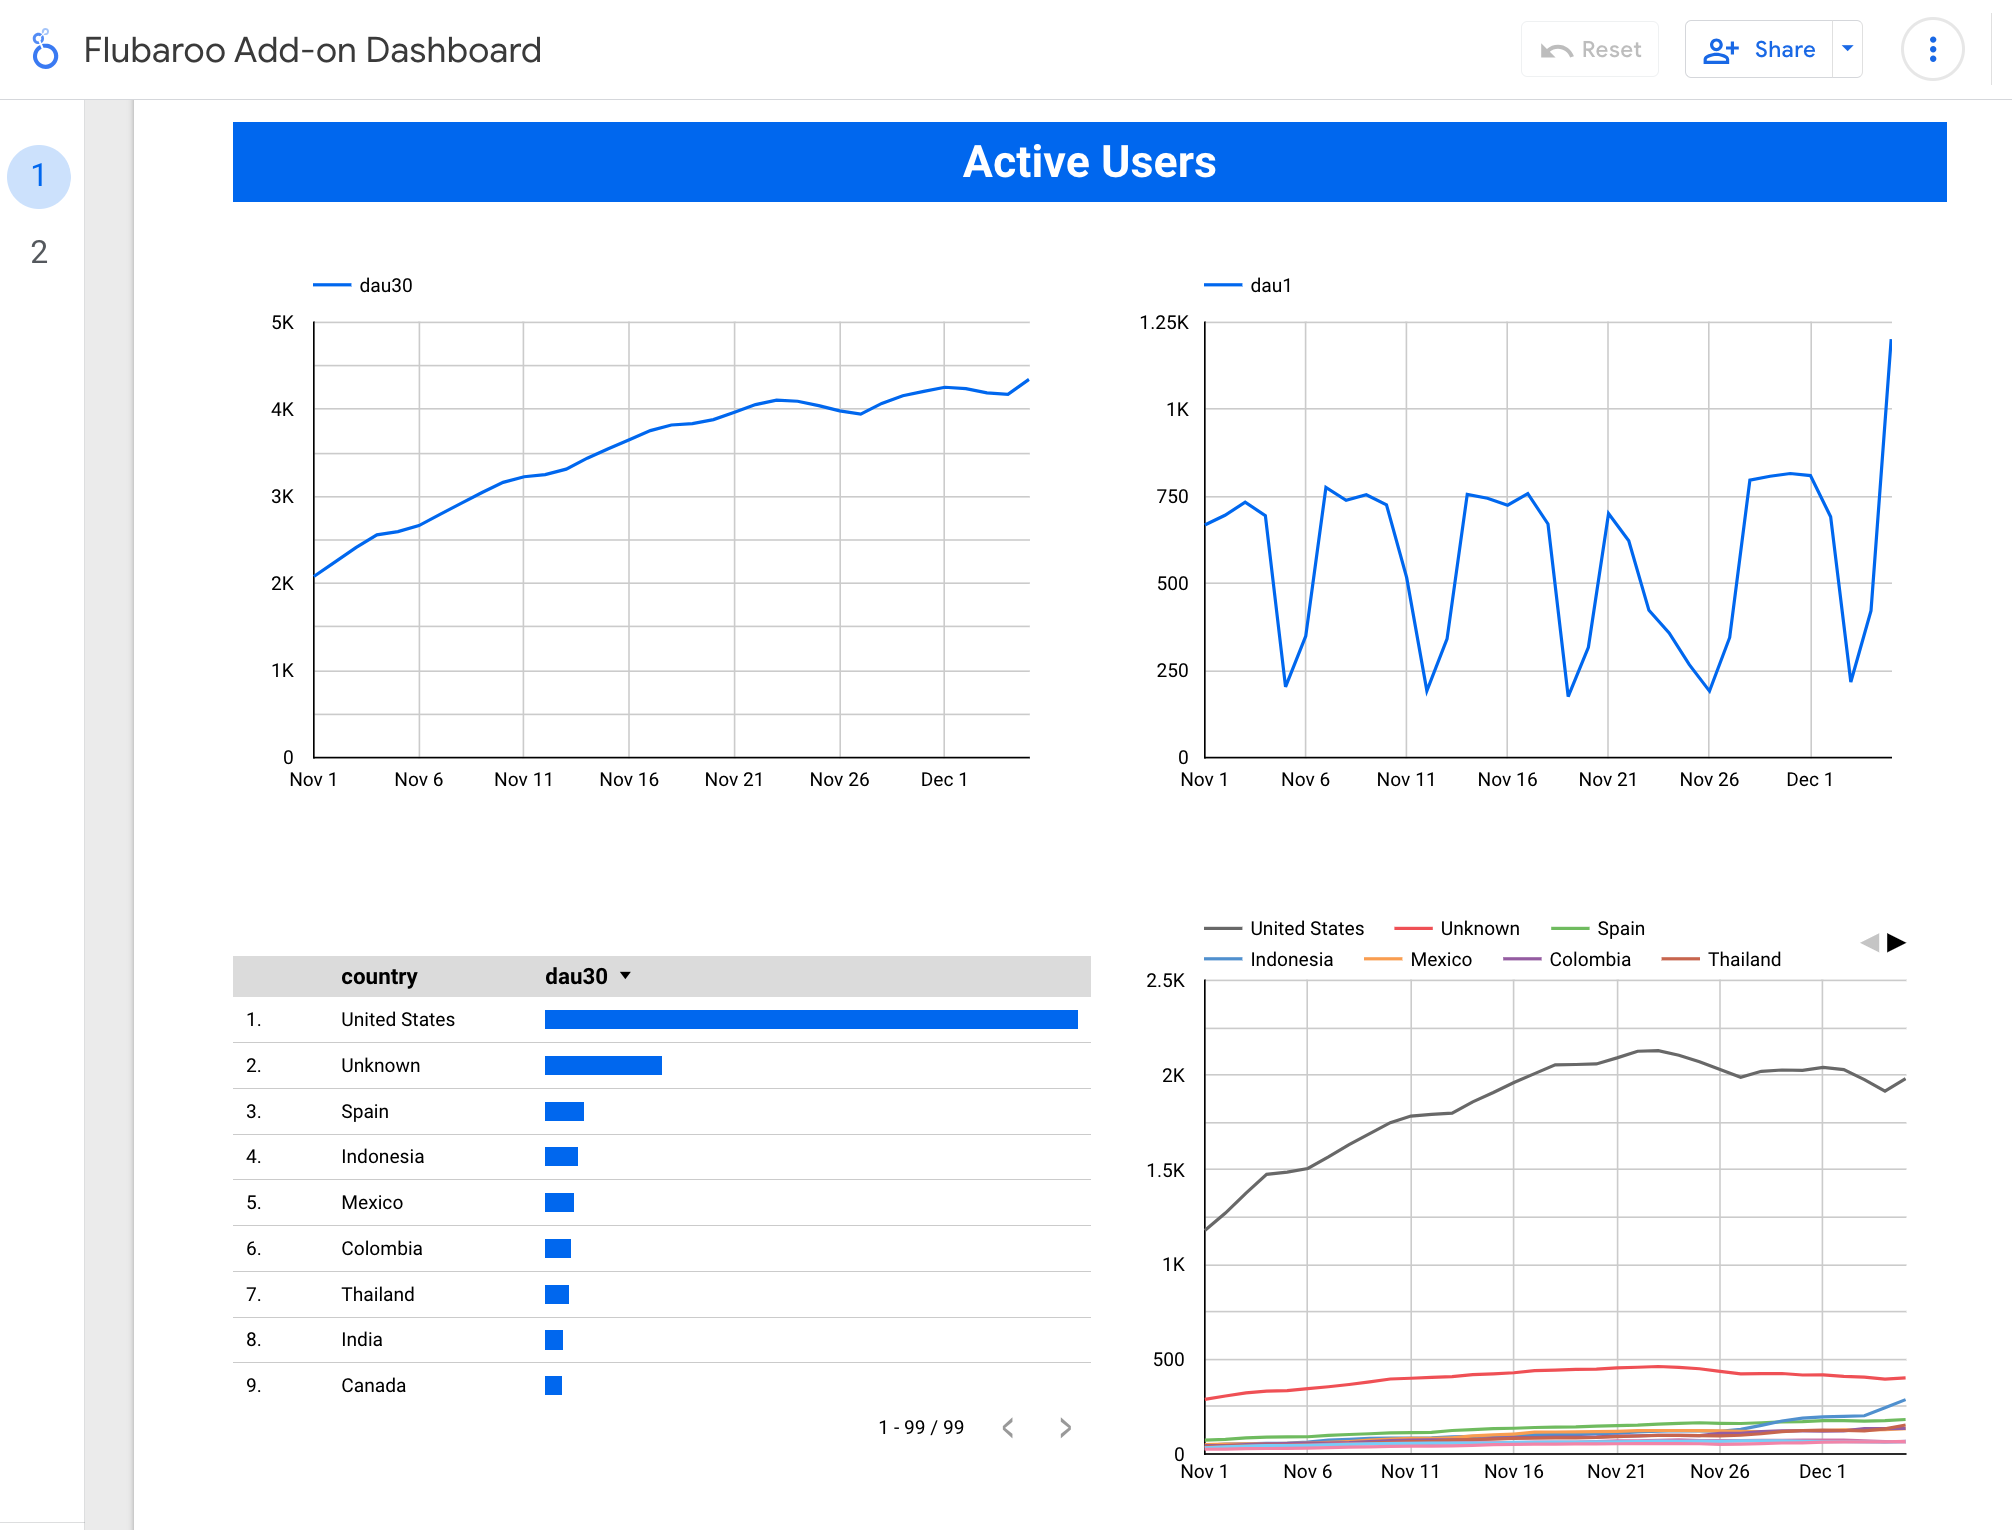 Flubaroo Add-on Dashboard
Reset
Share
1
2
Active Users
dau30
5K
4K
3K
2K
1K
0
Nov 1 Nov 6 Nov 11 Nov 16 Nov 21 Nov 26 Dec 1
dau1
1.25K
1K
750
500
250
0
Nov 1 Nov 6 Nov 11 Nov 16 Nov 21 Nov 26 Dec 1
country dau30
1. United States
2. Unknown
3. Spain
4. Indonesia
5. Mexico
6. Colombia
7. Thailand
8. India
9. Canada
1 - 99 / 99
United States Unknown Spain
Indonesia Mexico Colombia Thailand
2.5K
2K
1.5K
1K
500
0
Nov 1 Nov 6 Nov 11 Nov 16 Nov 21 Nov 26 Dec 1